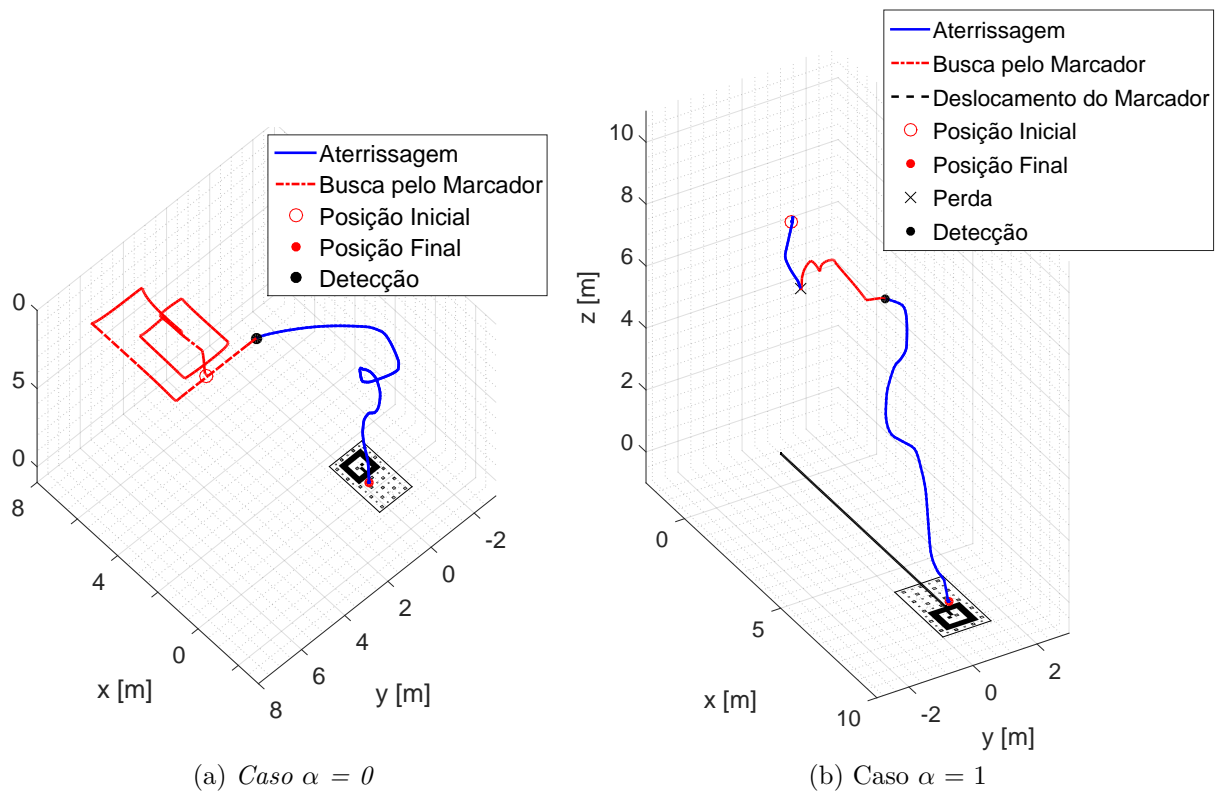 Aterrissagem
Busca pelo Marcador
Posição Inicial
Posição Final
Detecção
0
5
0
8
4
0
x [m]
8
6
4
2
0
-2
y [m]
(a) Caso α = 0
Aterrissagem
Busca pelo Marcador
Deslocamento do Marcador
Posição Inicial
Posição Final
Perda
Detecção
10
8
6
4
2
0
z [m]
0
5
10
x [m]
-2
0
2
y [m]
(b) Caso α = 1